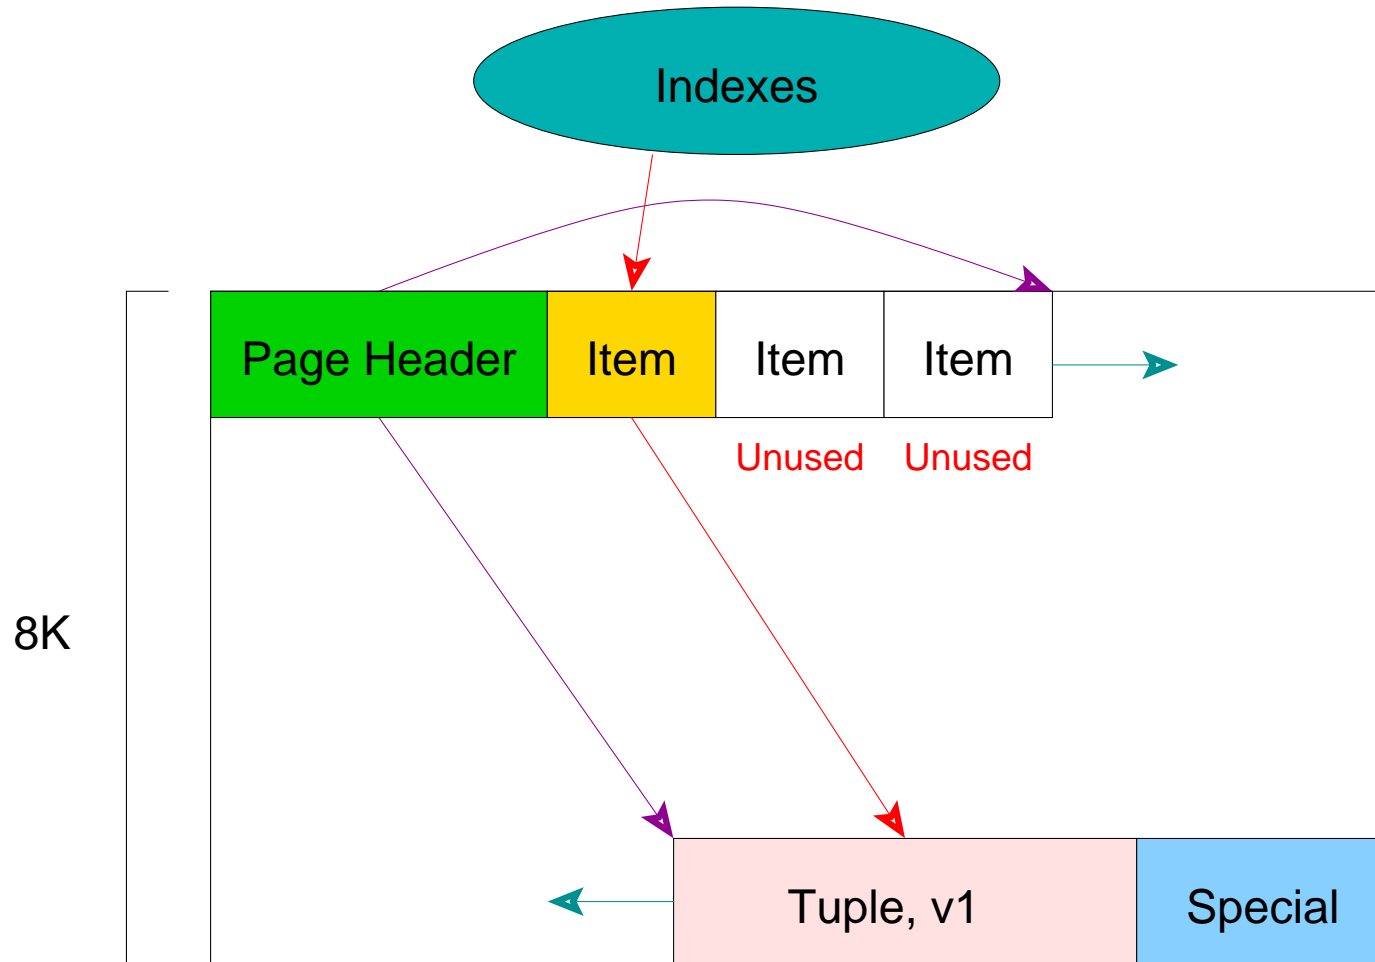 Indexes
Page Header Item Item Item
Unused Unused
8K
Tuple, v1 Special